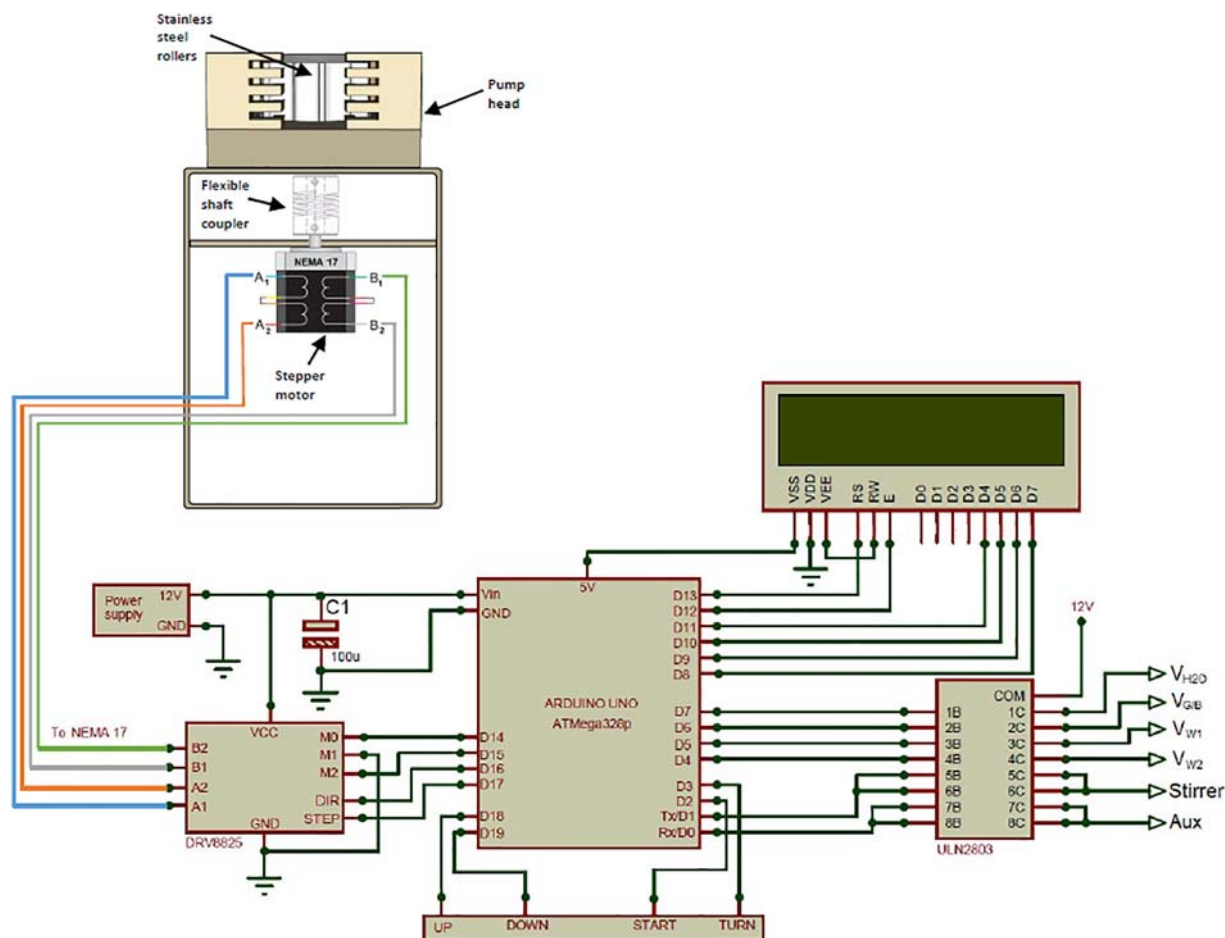 Stainless
steel
rollers
Pump
head
Flexible
shaft
coupler
NEMA 17
A1
B1
A2
B2
Stepper
motor
VSS
VDD
VEE
RS
RW
E
D0
D1
D2
D3
D4
D5
D6
D7
Power
supply
12V
GND
C1
100u
Vin
GND
5V
D13
D12
D11
D10
D9
D8
ARDUINO UNO
ATMega328p
D7
D6
D5
D4
D3
D2
Tx/D1
Rx/D0
D14
D15
D16
D17
D18
D19
To NEMA 17
VCC
B2
B1
A2
A1
M0
M1
M2
DIR
STEP
GND
DRV8825
12V
COM
1B
1C
2B
2C
3B
3C
4B
4C
5B
5C
6B
6C
7B
7C
8B
8C
ULN2803
VH2O
VG/B
VW1
VW2
Stirrer
Aux
UP
DOWN
START
TURN